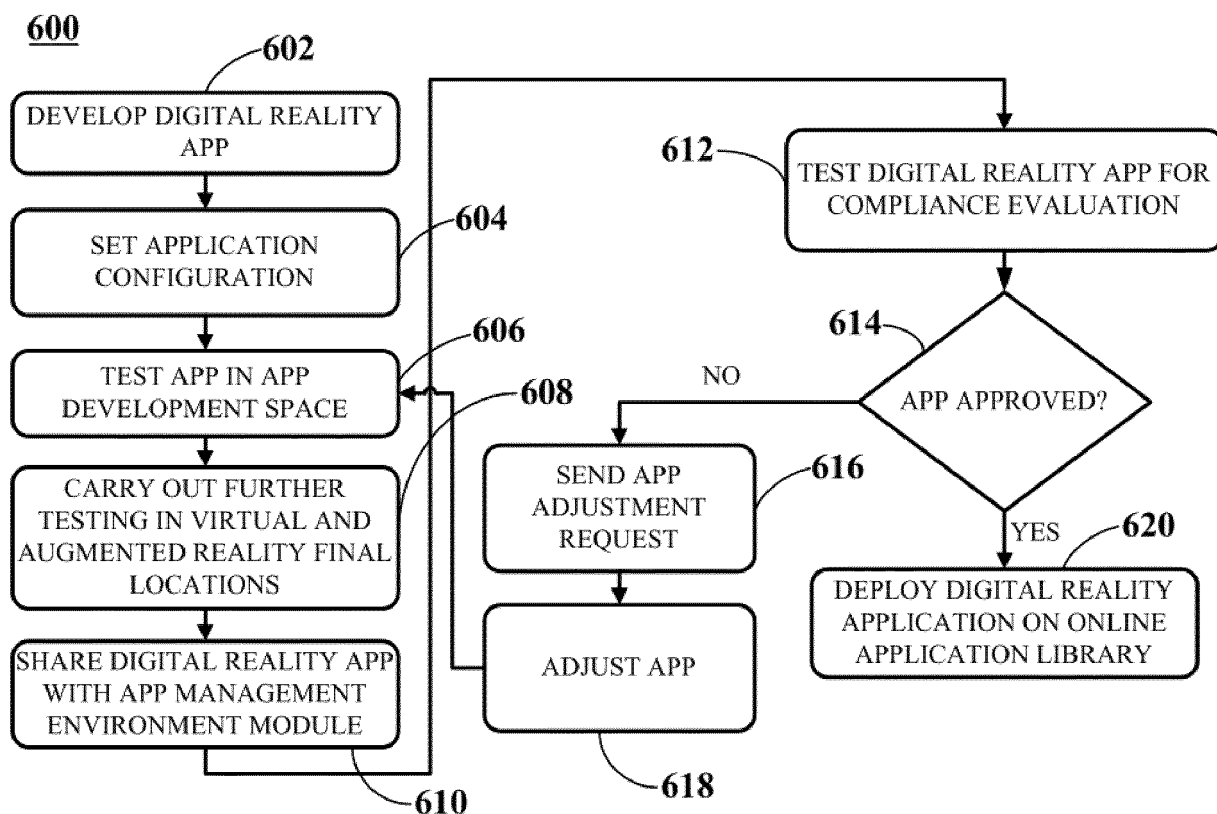 600
602
DEVELOP DIGITAL REALITY
APP
604
SET APPLICATION
CONFIGURATION
606
TEST APP IN APP
DEVELOPMENT SPACE
608
CARRY OUT FURTHER
TESTING IN VIRTUAL AND
AUGMENTED REALITY FINAL
LOCATIONS
SHARE DIGITAL REALITY APP
WITH APP MANAGEMENT
ENVIRONMENT MODULE
610
612
TEST DIGITAL REALITY APP FOR
COMPLIANCE EVALUATION
614
APP APPROVED?
NO
SEND APP
ADJUSTMENT
REQUEST
616
ADJUST APP
618
YES
620
DEPLOY DIGITAL REALITY
APPLICATION ON ONLINE
APPLICATION LIBRARY